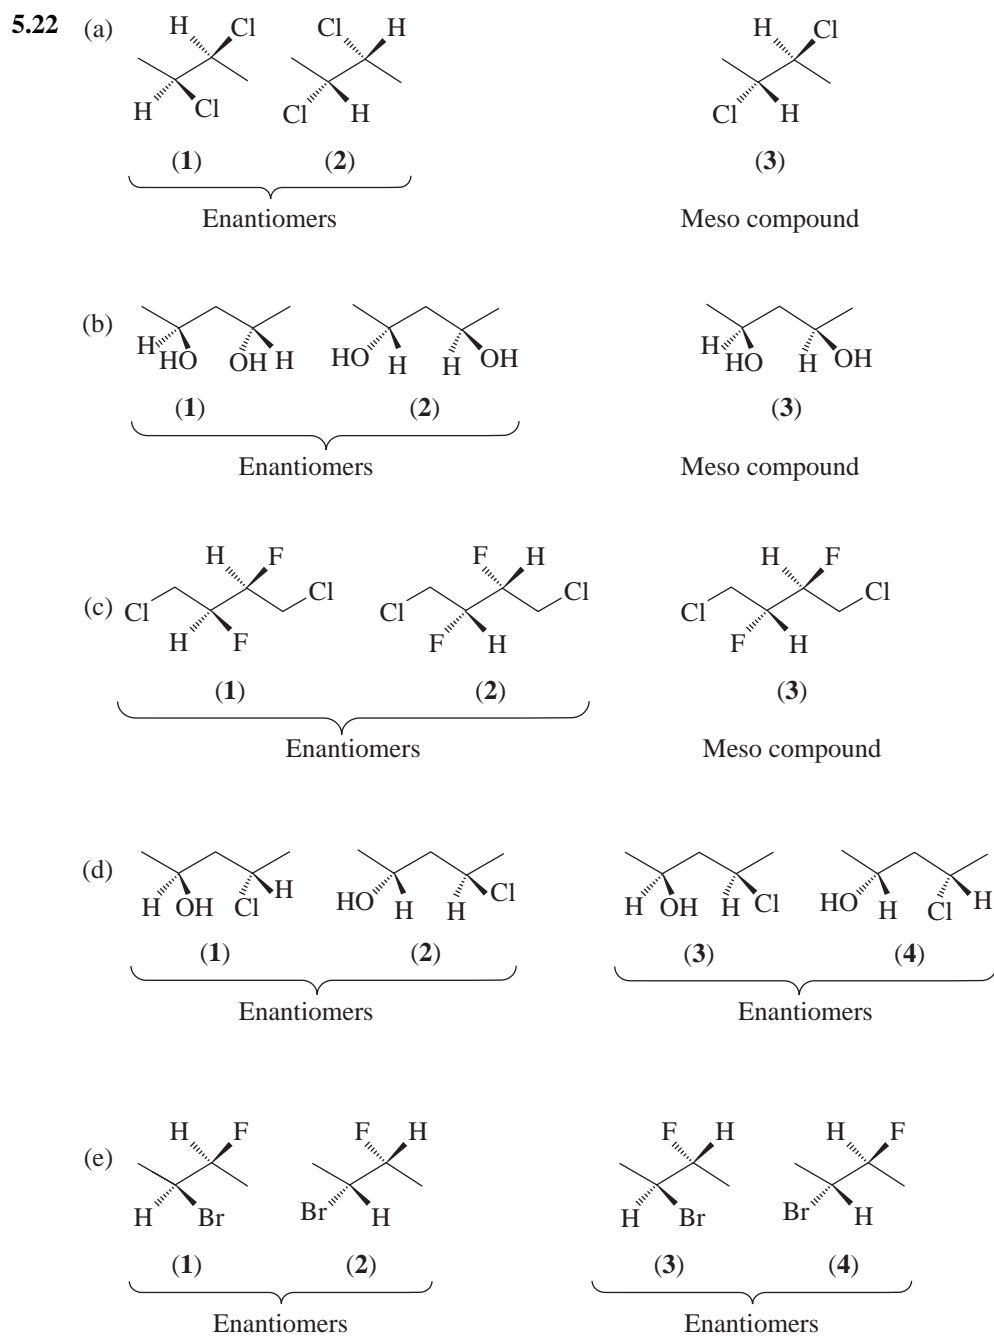 5.22 (a) H Cl Cl H H Cl
H Cl Cl H Cl H
(1) (2) (3)
Enantiomers Meso compound
(b) H HO OH H HO H H OH H HO H OH
(1) (2) (3)
Enantiomers Meso compound
H F F H H F
(c) Cl Cl Cl Cl Cl Cl
H F F H F H
(1) (2) (3)
Enantiomers Meso compound
(d) H OH Cl H HO H H Cl H OH H Cl HO H Cl H
(1) (2) (3) (4)
Enantiomers Enantiomers
(e) H F F H F H H F
H Br Br H H Br Br H
(1) (2) (3) (4)
Enantiomers Enantiomers